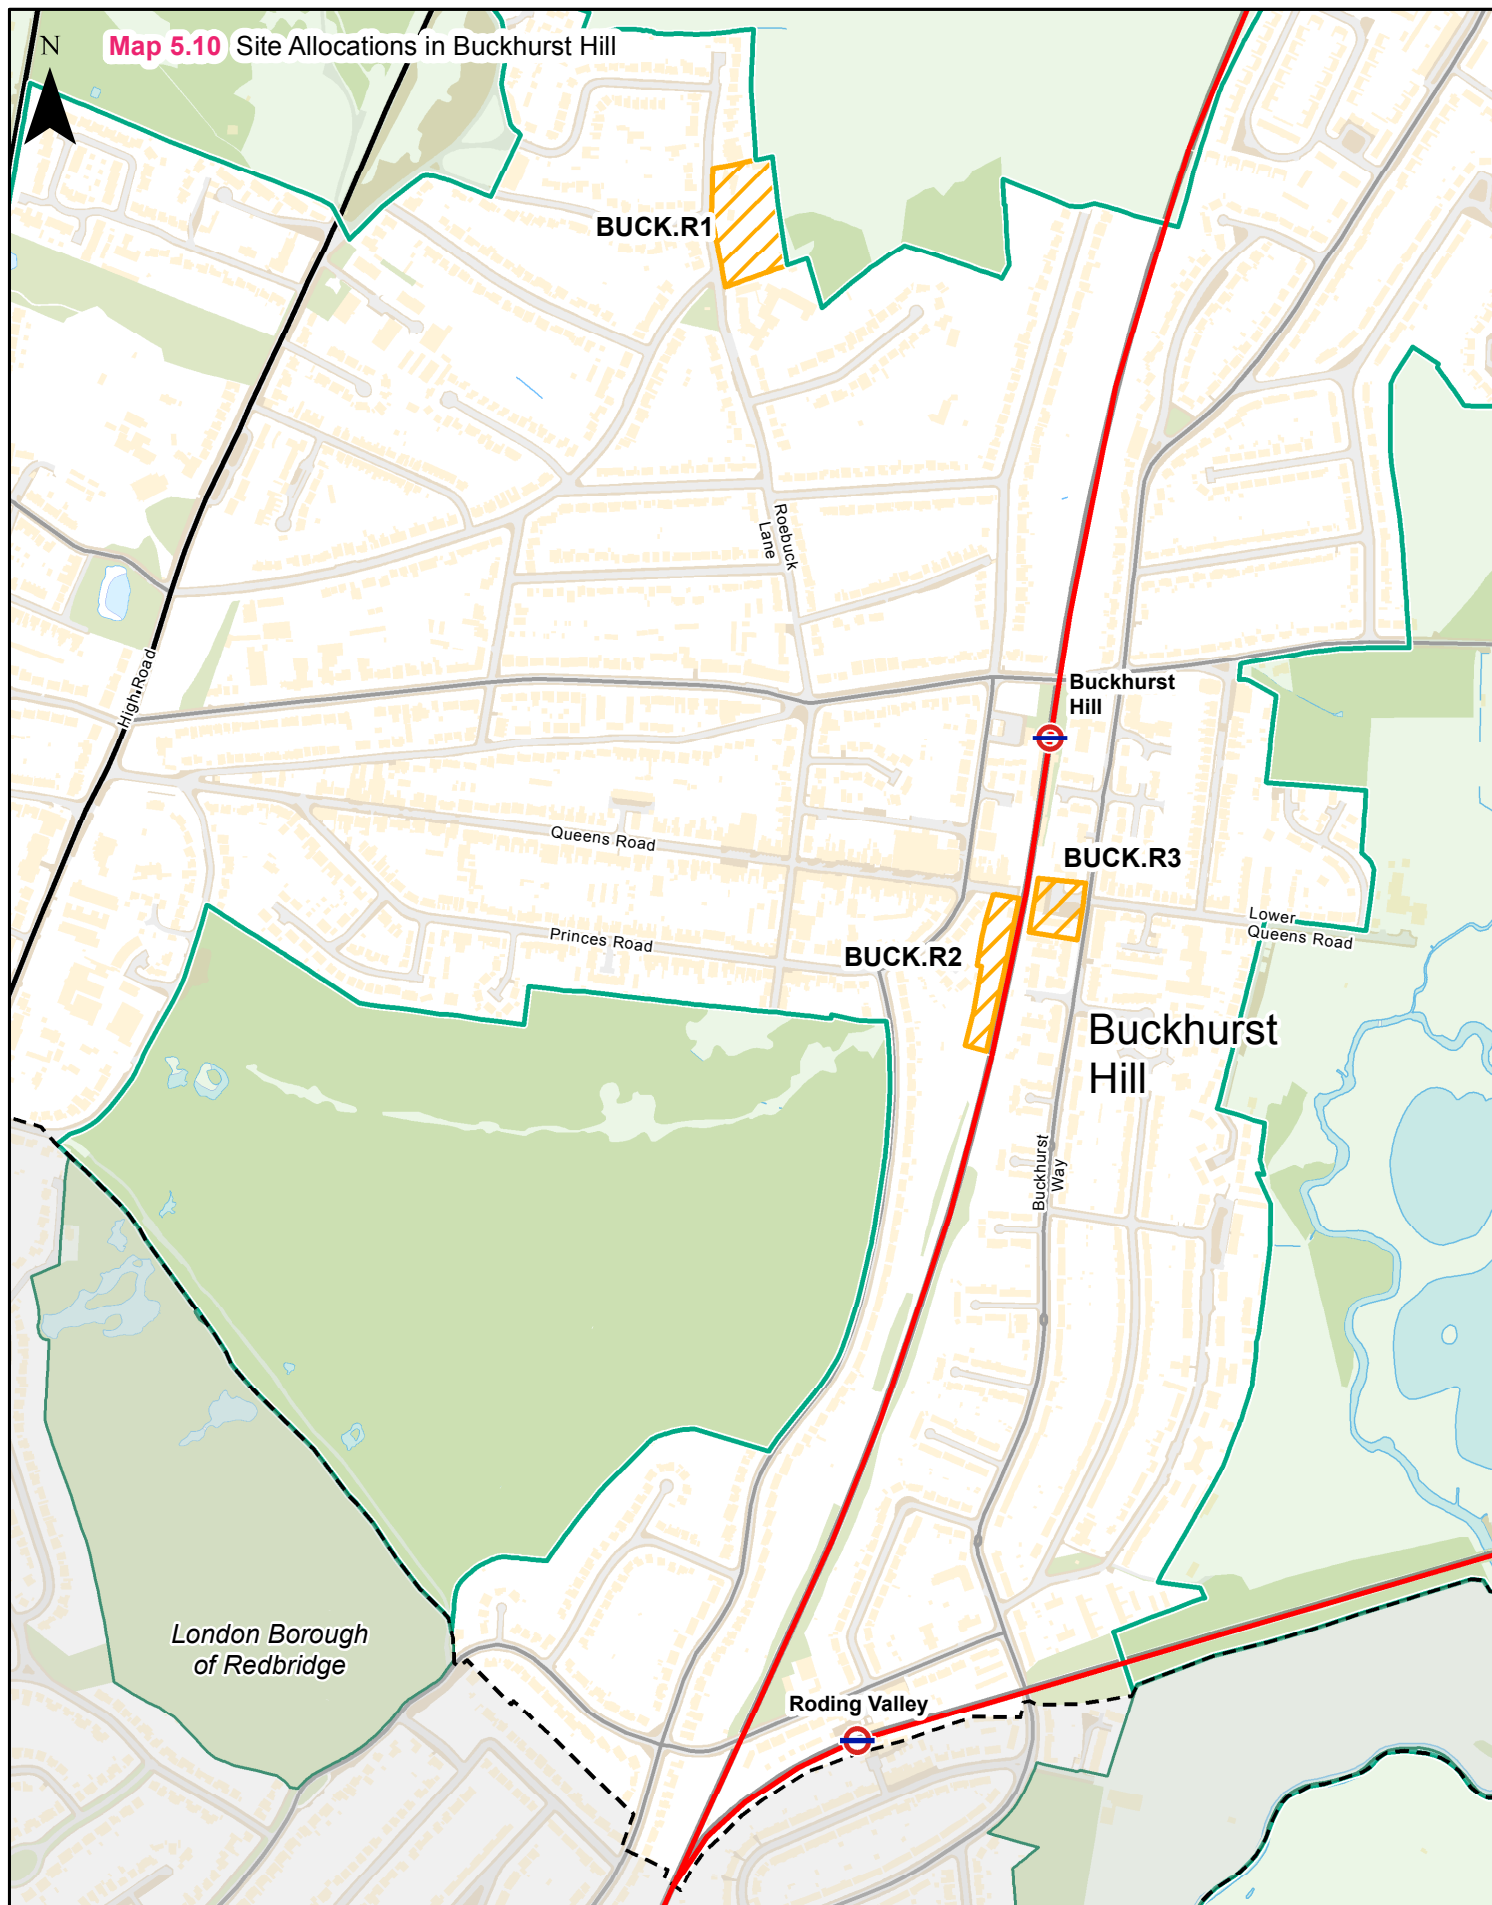 N
Map 5.10 Site Allocations in Buckhurst Hill
BUCK.R1
Roebuck
Lane
High Road
Buckhurst
Hill
Queens Road
BUCK.R3
Lower
Queens Road
Princes Road
BUCK.R2
Buckhurst
Hill
Buckhurst
Way
London Borough
of Redbridge
Roding Valley